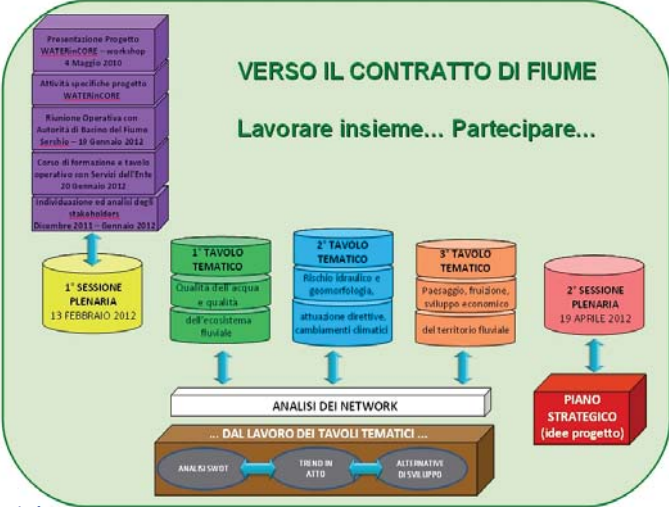 Presentazione Progetto
WATERinCORE – workshop
4 Maggio 2010
Attività specifiche progetto
WATERinCORE
Riunione Operativa con
Autorità di Bacino del Fiume
Serchio – 19 Gennaio 2012
Corso di formazione e tavolo
operativo con Servizi dell'Ente
20 Gennaio 2012
Individuazione ed analisi degli
stakeholders
Dicembre 2011 – Gennaio 2012
VERSO IL CONTRATTO DI FIUME
Lavorare insieme... Partecipare...
1° SESSIONE
PLENARIA
13 FEBBRAIO 2012
1° TAVOLO
TEMATICO
Qualità dell'acqua
e qualità
dell'ecosistema
fluviale
2° TAVOLO
TEMATICO
Rischio idraulico e
geomorfologia,
attuazione direttive,
cambiamenti climatici
3° TAVOLO
TEMATICO
Paesaggio, fruizione,
sviluppo economico
del territorio fluviale
2° SESSIONE
PLENARIA
19 APRILE 2012
ANALISI DEI NETWORK
PIANO
STRATEGICO
(idee progetto)
... DAL LAVORO DEI TAVOLI TEMATICI ...
ANALISI SWOT
TREND IN
ATTO
ALTERNATIVE
DI SVILUPPO